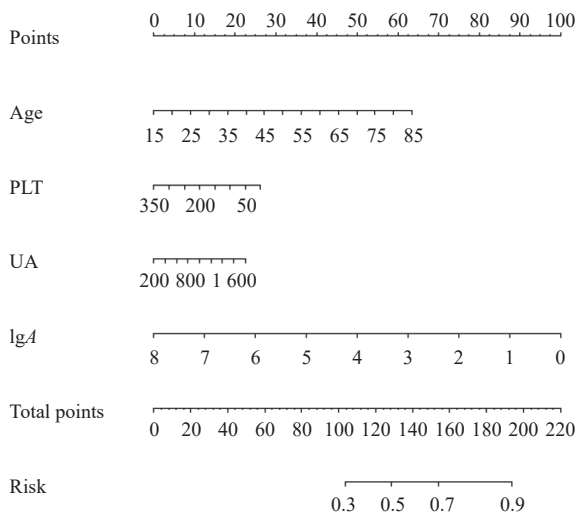 0 10 20 30 40 50 60 70 80 90 100
Points
Age
15 25 35 45 55 65 75 85
PLT
350 200 50
UA
200 800 1 600
lgA
8 7 6 5 4 3 2 1 0
Total points
0 20 40 60 80 100 120 140 160 180 200 220
Risk
0.3 0.5 0.7 0.9